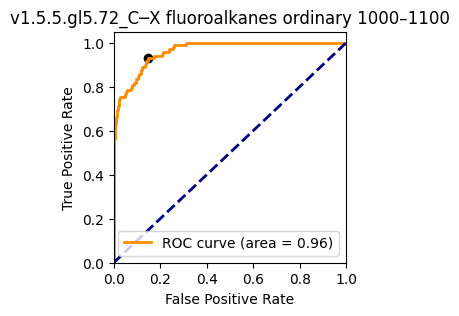 v1.5.5.gl5.72_C─X fluoroalkanes ordinary 1000–1100
1.0
0.8
0.6
0.4
0.2
0.0
True Positive Rate
ROC curve (area = 0.96)
0.0 0.2 0.4 0.6 0.8 1.0
False Positive Rate